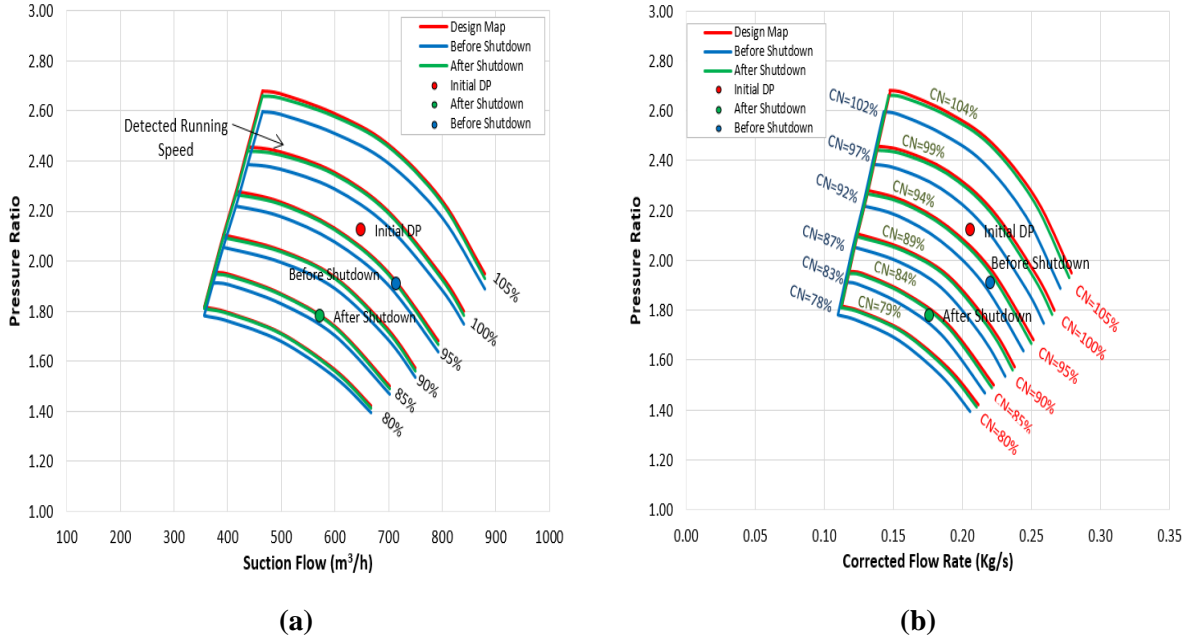 3.00
2.80
2.60
2.40
2.20
2.00
1.80
1.60
1.40
1.20
1.00
Pressure Ratio
Design Map
Before Shutdown
After Shutdown
Initial DP
After Shutdown
Before Shutdown
Detected Running
Speed
Initial DP
Before Shutdown
After Shutdown
105%
100%
95%
90%
85%
80%
100 200 300 400 500 600 700 800 900 1000
Suction Flow (m³/h)
(a)
3.00
2.80
2.60
2.40
2.20
2.00
1.80
1.60
1.40
1.20
1.00
Pressure Ratio
Design Map
Before Shutdown
After Shutdown
Initial DP
After Shutdown
Before Shutdown
CN=102%
CN=97%
CN=92%
CN=87%
CN=83%
CN=78%
CN=104%
CN=99%
CN=94%
CN=89%
CN=84%
CN=79%
Initial DP
Before Shutdown
After Shutdown
CN=105%
CN=100%
CN=95%
CN=90%
CN=85%
CN=80%
0.00 0.05 0.10 0.15 0.20 0.25 0.30 0.35
Corrected Flow Rate (Kg/s)
(b)